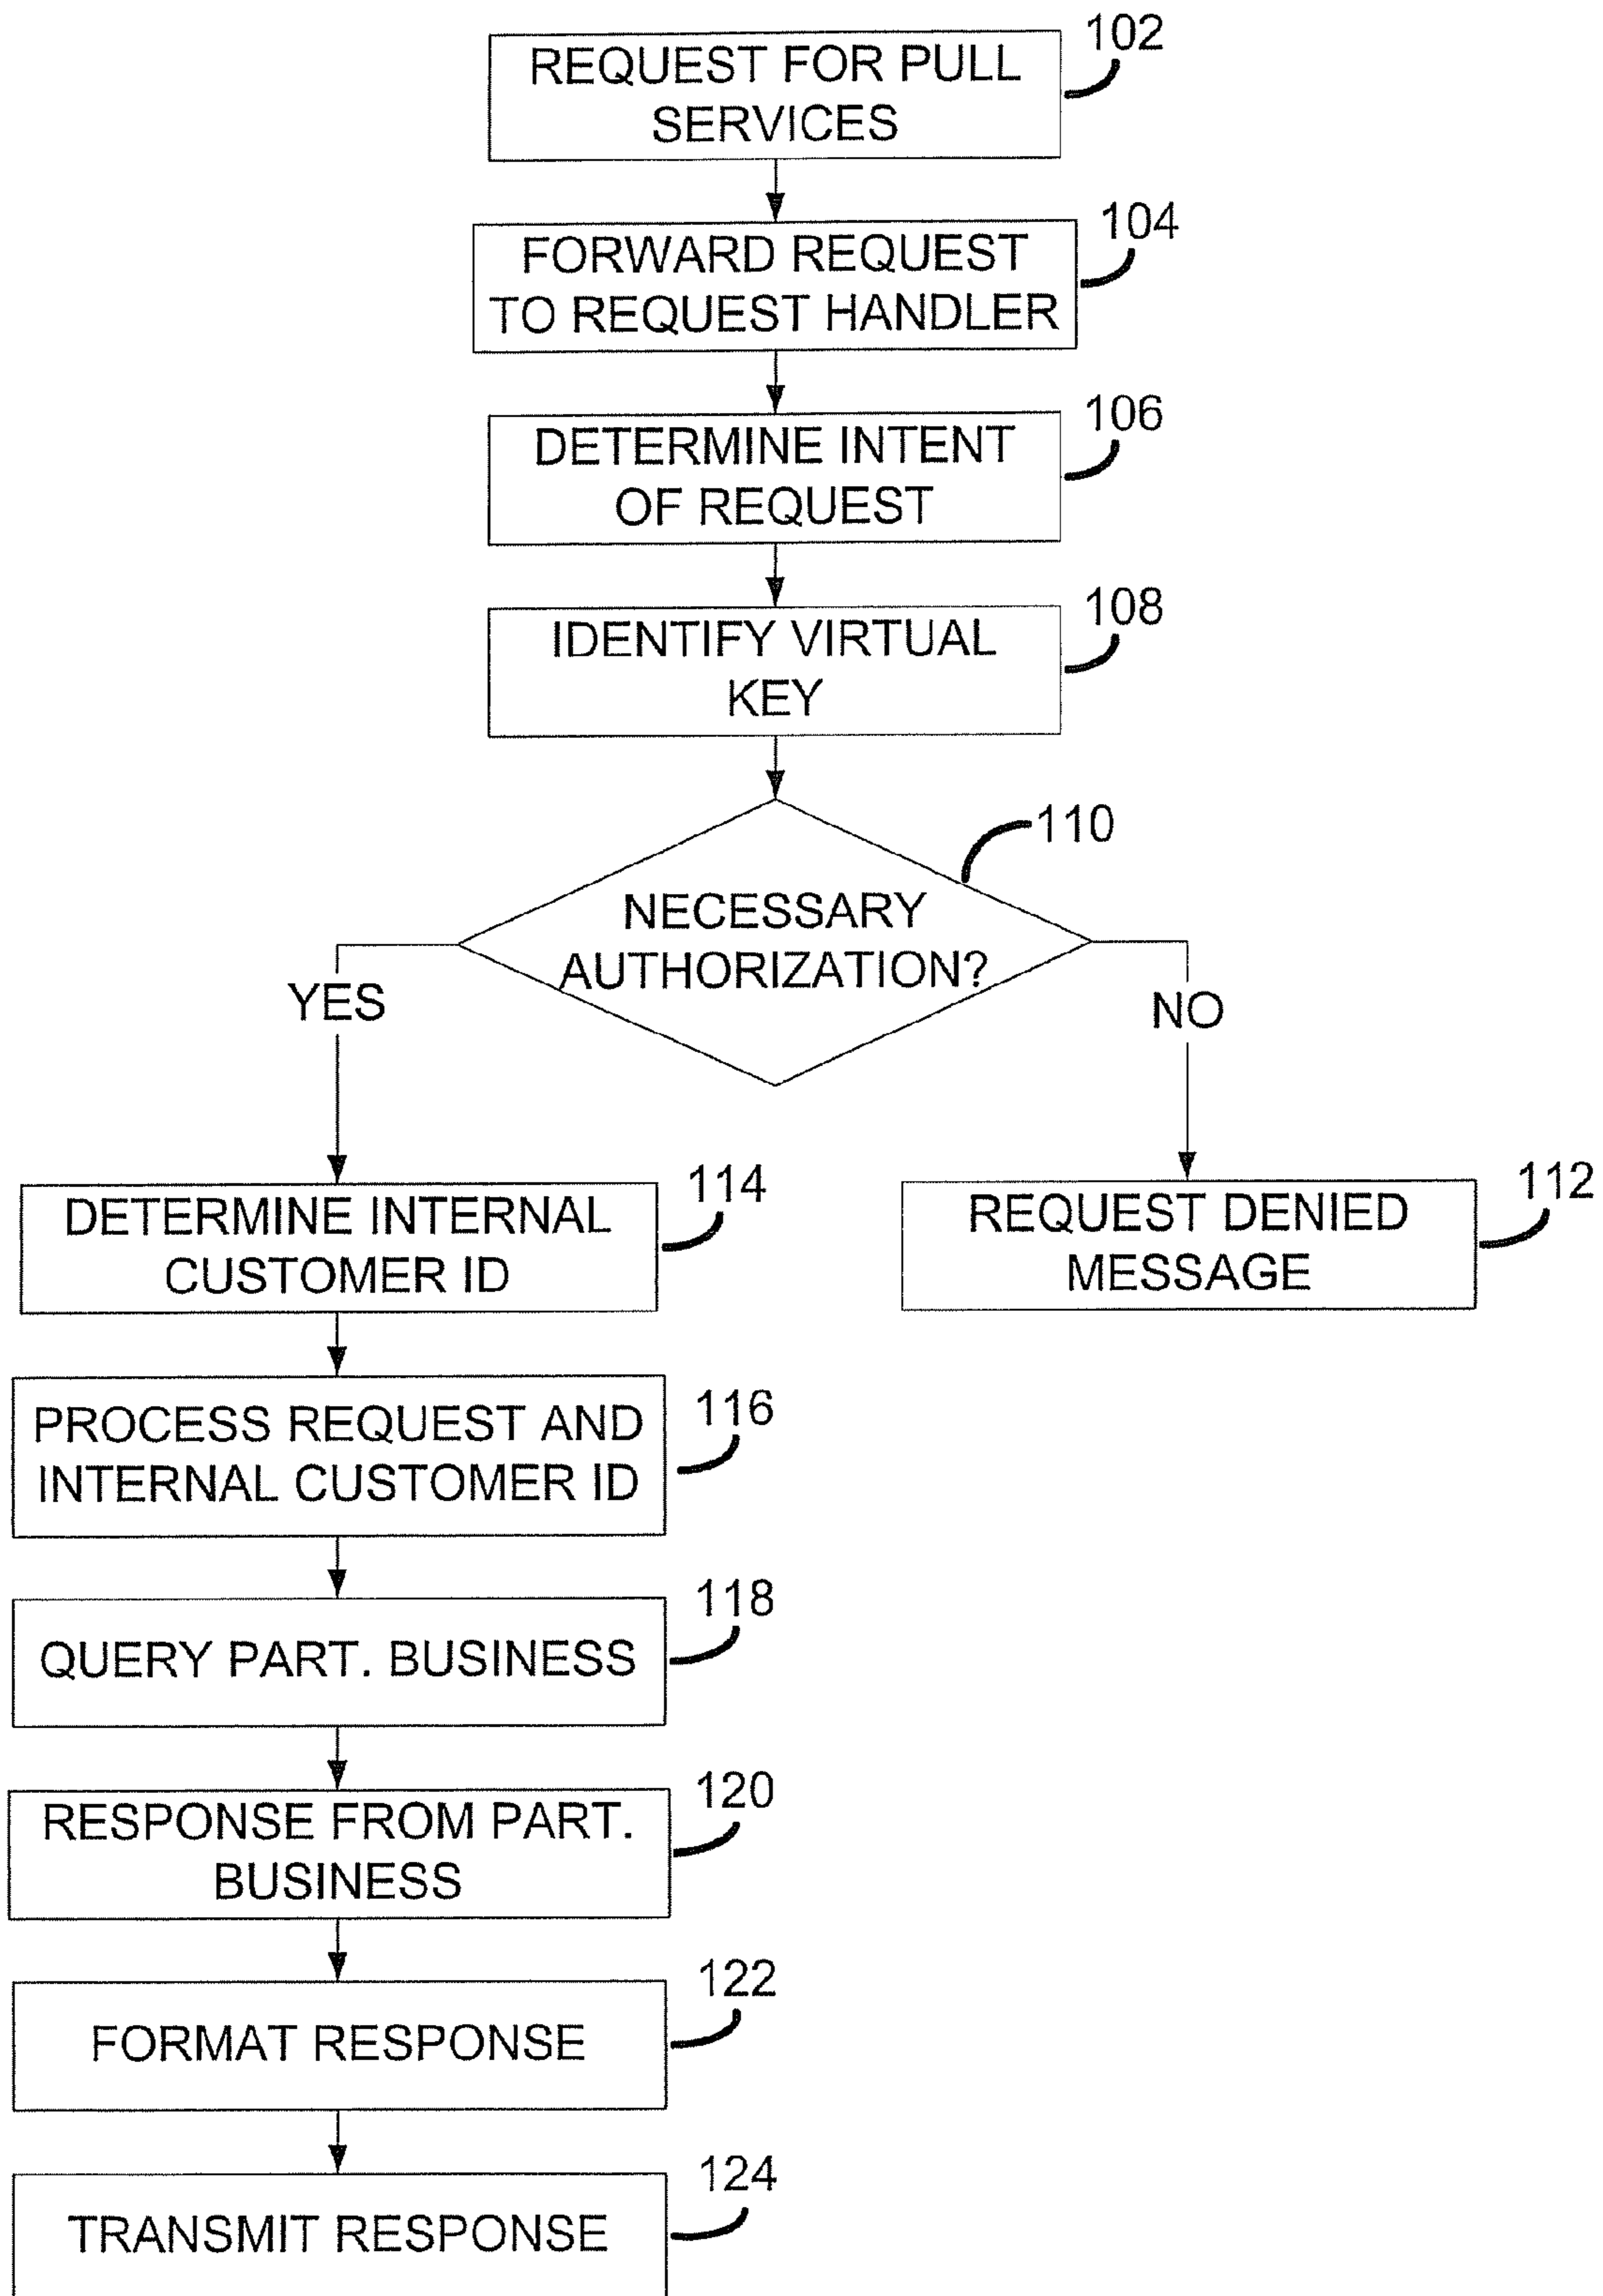 102
REQUEST FOR PULL
SERVICES
104
FORWARD REQUEST
TO REQUEST HANDLER
106
DETERMINE INTENT
OF REQUEST
108
IDENTIFY VIRTUAL
KEY
110
NECESSARY
AUTHORIZATION?
YES
NO
114
DETERMINE INTERNAL
CUSTOMER ID
112
REQUEST DENIED
MESSAGE
116
PROCESS REQUEST AND
INTERNAL CUSTOMER ID
118
QUERY PART. BUSINESS
120
RESPONSE FROM PART.
BUSINESS
122
FORMAT RESPONSE
124
TRANSMIT RESPONSE